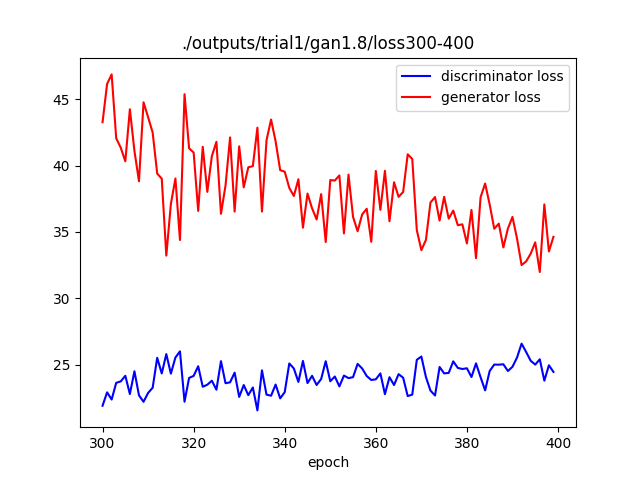 ./outputs/trial1/gan1.8/loss300-400
discriminator loss
generator loss
45
40
35
30
25
300 320 340 360 380 400
epoch